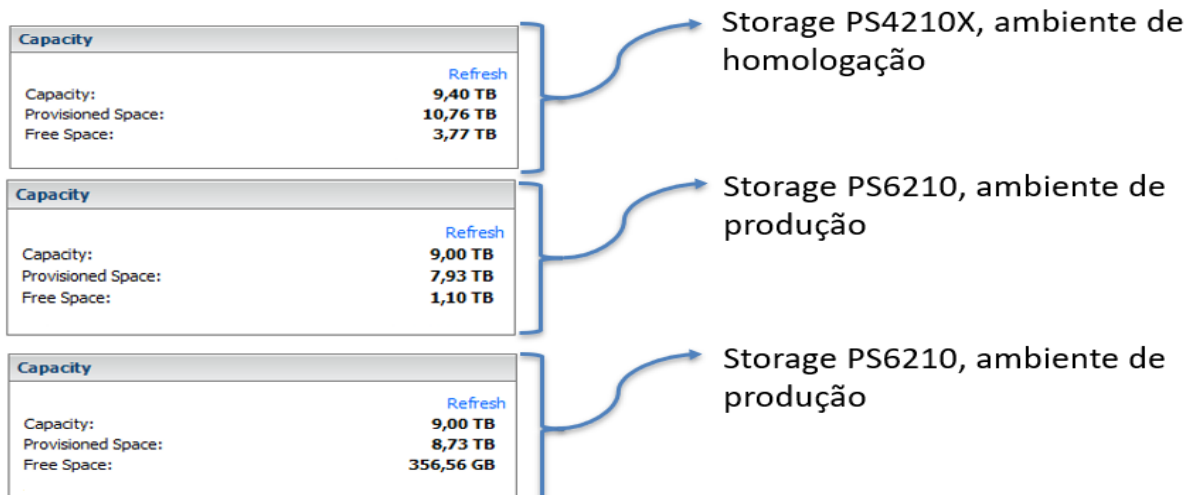 Capacity
Refresh
Capacity: 9,40 TB
Provisioned Space: 10,76 TB
Free Space: 3,77 TB
Storage PS4210X, ambiente de
homologação
Capacity
Refresh
Capacity: 9,00 TB
Provisioned Space: 7,93 TB
Free Space: 1,10 TB
Storage PS6210, ambiente de
produção
Capacity
Refresh
Capacity: 9,00 TB
Provisioned Space: 8,73 TB
Free Space: 356,56 GB
Storage PS6210, ambiente de
produção